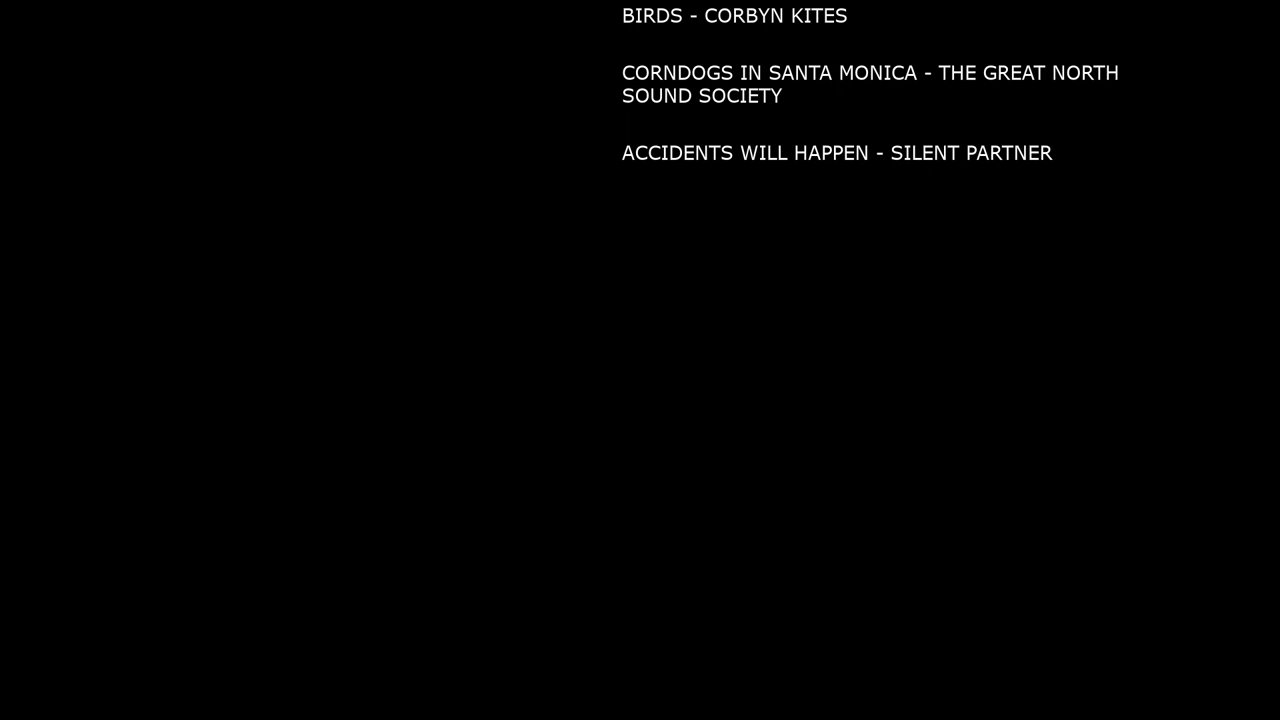 BIRDS - CORBYN KITES
CORNDOGS IN SANTA MONICA - THE GREAT NORTH
SOUND SOCIETY
ACCIDENTS WILL HAPPEN - SILENT PARTNER